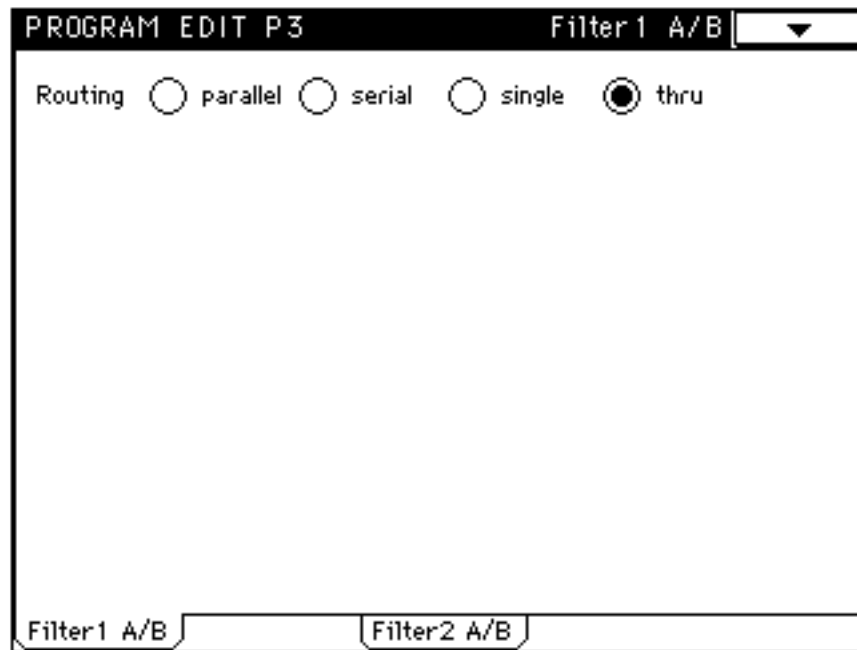 PROGRAM EDIT P3 Filter1 A/B
Routing parallel serial single thru
Filter1 A/B Filter2 A/B